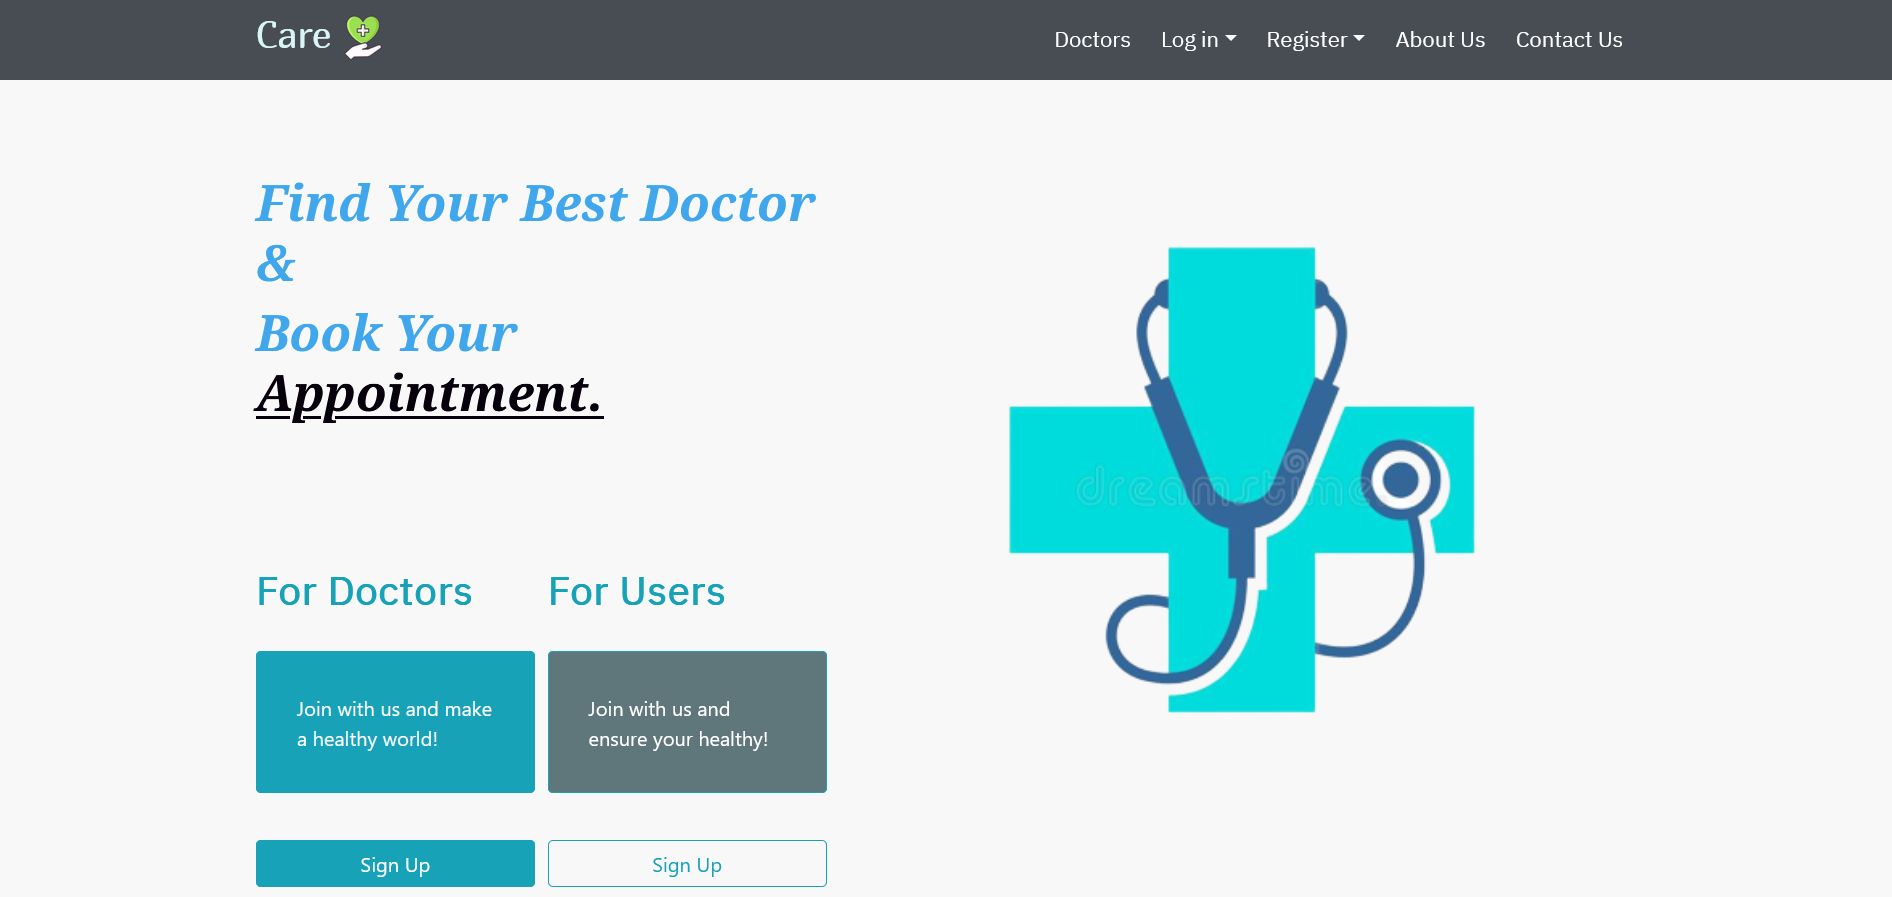 Care
Doctors
Log in
Register
About Us
Contact Us
Find Your Best Doctor
&
Book Your
Appointment.
dreamstime
For Doctors
For Users
Join with us and make
a healthy world!
Join with us and
ensure your healthy!
Sign Up
Sign Up